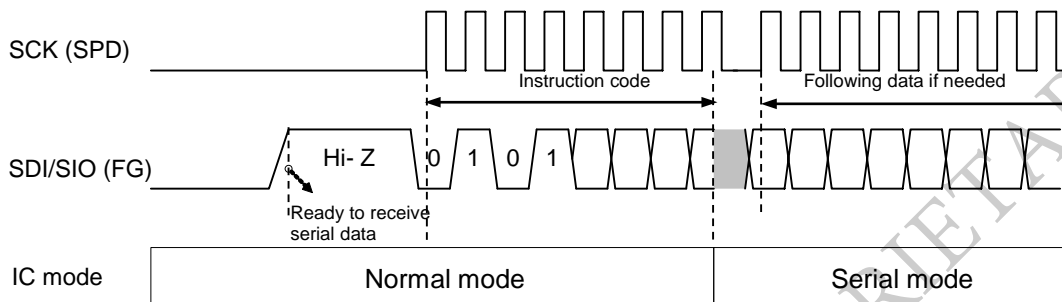 SCK (SPD)
Instruction code
Following data if needed
SDI/SIO (FG)
Hi- Z
0 1 0 1
Ready to receive
serial data
IC mode
Normal mode
Serial mode